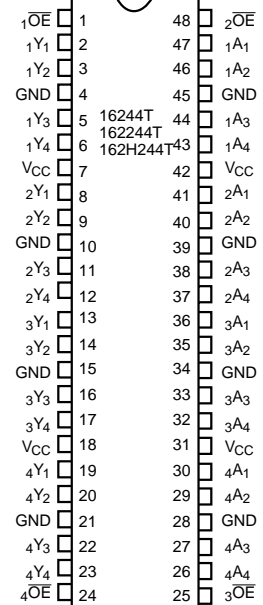 1OE 1 48 2OE
1Y1 2 47 1A1
1Y2 3 46 1A2
GND 4 45 GND
1Y3 5 16244T 44 1A3
162244T
1Y4 6 162H244T 43 1A4
VCC 7 42 VCC
2Y1 8 41 2A1
2Y2 9 40 2A2
GND 10 39 GND
2Y3 11 38 2A3
2Y4 12 37 2A4
3Y1 13 36 3A1
3Y2 14 35 3A2
GND 15 34 GND
3Y3 16 33 3A3
3Y4 17 32 3A4
VCC 18 31 VCC
4Y1 19 30 4A1
4Y2 20 29 4A2
GND 21 28 GND
4Y3 22 27 4A3
4Y4 23 26 4A4
4OE 24 25 3OE